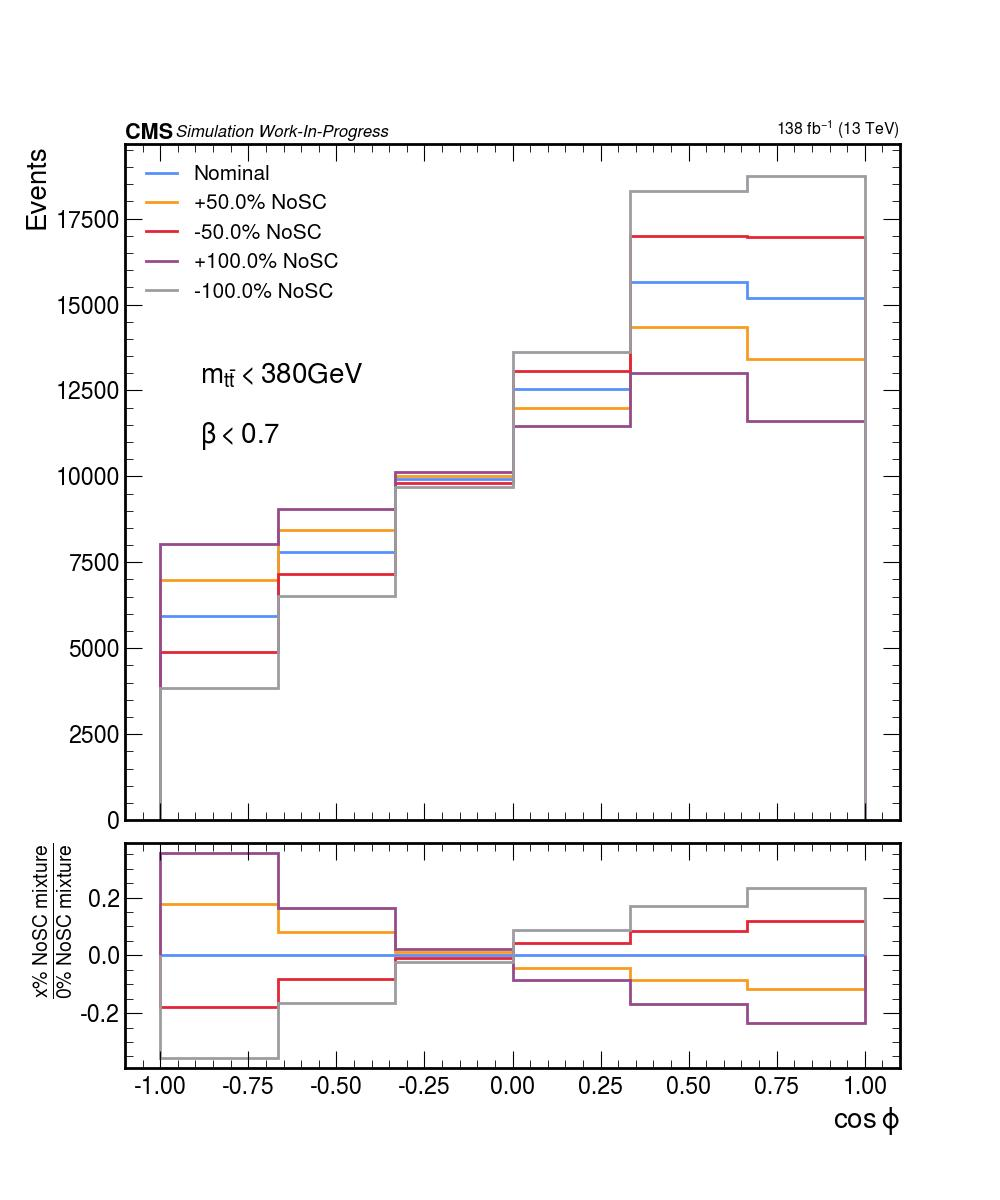 CMS Simulation Work-In-Progress 138 fb⁻¹ (13 TeV)
Events
17500
15000
12500
10000
7500
5000
2500
0
Nominal
+50.0% NoSC
-50.0% NoSC
+100.0% NoSC
-100.0% NoSC
m_tt̄ < 380GeV
β < 0.7
x% NoSC mixture
0% NoSC mixture
0.2
0.0
-0.2
-1.00 -0.75 -0.50 -0.25 0.00 0.25 0.50 0.75 1.00
cos ϕ